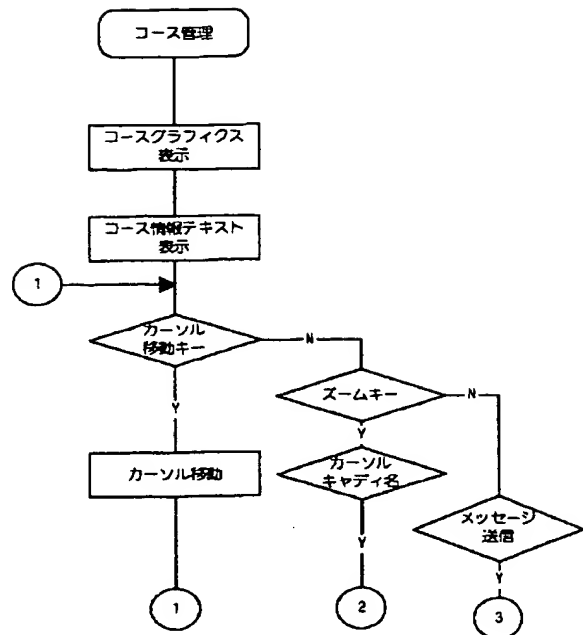 コース管理
コースグラフィクス
表示
コース情報テキスト
表示
1
カーソル
移動キー
N
ズームキー
N
Y
Y
カーソル移動
カーソル
キャディ名
メッセージ
送信
Y
Y
1
2
3